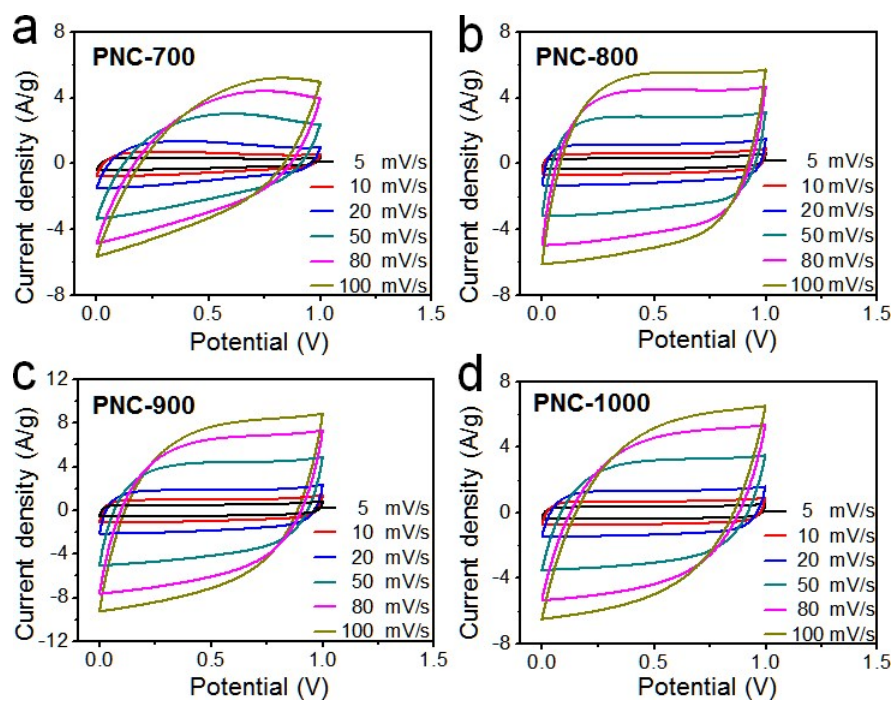 a
PNC-700
8
4
0
-4
-8
Current density (A/g)
0.0 0.5 1.0 1.5
Potential (V)
5 mV/s
10 mV/s
20 mV/s
50 mV/s
80 mV/s
100 mV/s
b
PNC-800
8
4
0
-4
-8
Current density (A/g)
0.0 0.5 1.0 1.5
Potential (V)
5 mV/s
10 mV/s
20 mV/s
50 mV/s
80 mV/s
100 mV/s
c
PNC-900
12
8
4
0
-4
-8
-12
Current density (A/g)
0.0 0.5 1.0 1.5
Potential (V)
5 mV/s
10 mV/s
20 mV/s
50 mV/s
80 mV/s
100 mV/s
d
PNC-1000
8
4
0
-4
-8
Current density (A/g)
0.0 0.5 1.0 1.5
Potential (V)
5 mV/s
10 mV/s
20 mV/s
50 mV/s
80 mV/s
100 mV/s